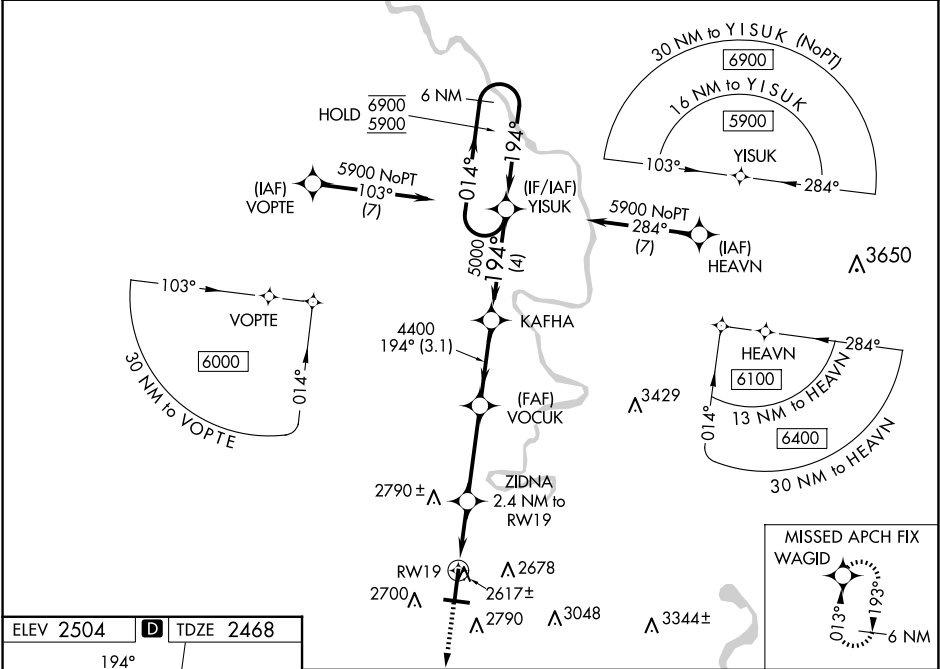 30 NM to YISUK (NoPT)
6900
16 NM to YISUK
5900
YISUK
103°
284°
HOLD
6900
5900
6 NM
194°
014°
(IAF)
VOPTE
5900 NoPT
103°
(7)
(IF/IAF)
YISUK
5900 NoPT
284°
(7)
(IAF)
HEAVN
3650
5000
194°
(4)
KAFHA
103°
VOPTE
6000
014°
30 NM to VOPTE
4400
194° (3.1)
(FAF)
VOCUK
3429
HEAVN
284°
6100
014°
13 NM to HEAVN
6400
30 NM to HEAVN
2790 ±
ZIDNA
2.4 NM to
RW19
RW19
2678
2617±
2700
2790
3048
3344±
MISSED APCH FIX
WAGID
013°
193°
6 NM
ELEV 2504
D
TDZE 2468
194°